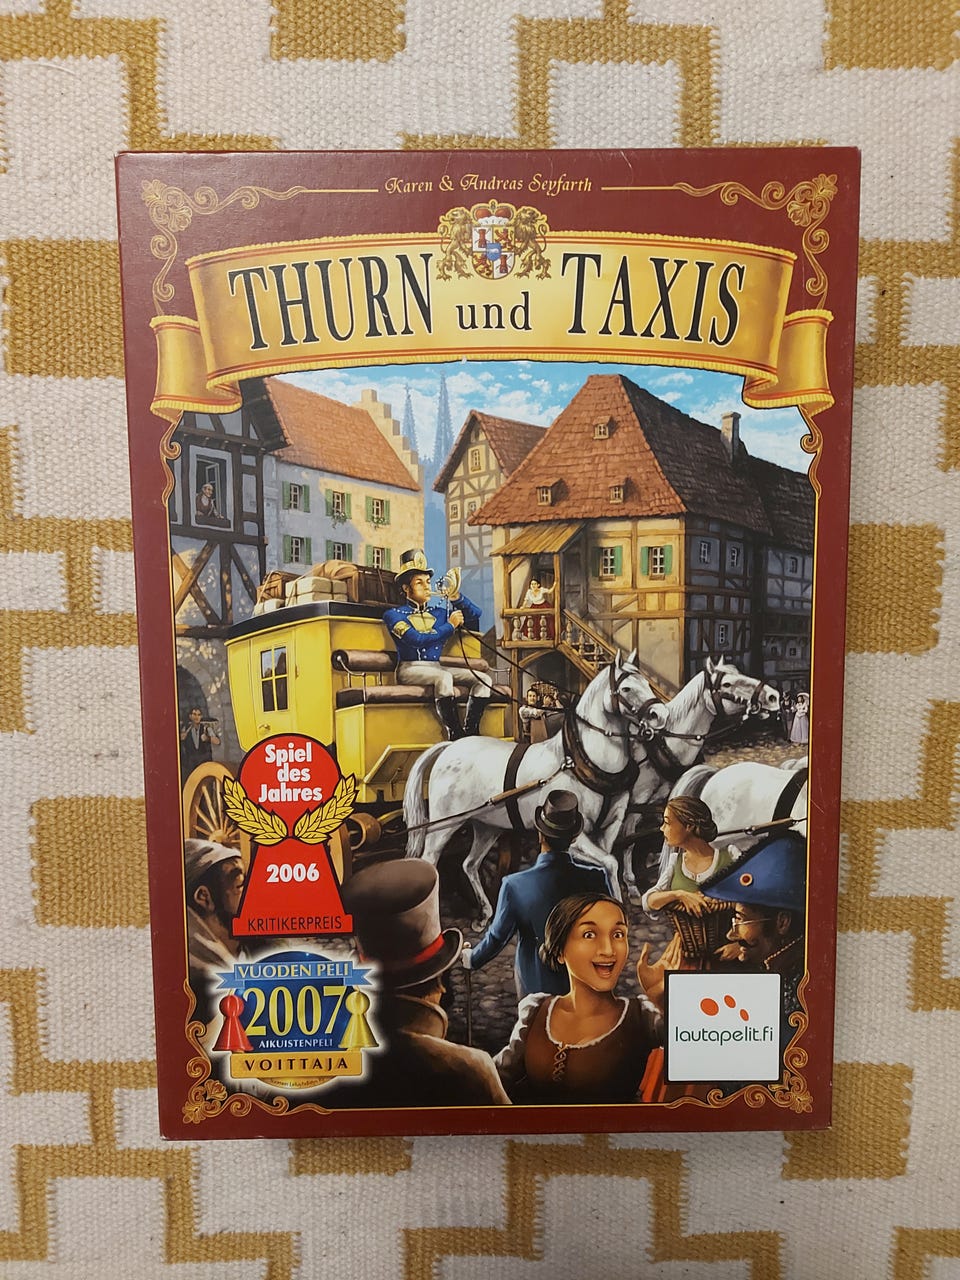 Karen & Andreas Seyfarth
THURN und TAXIS
Spiel
des
Jahres
2006
KRITIKERPREIS
VUODEN PELI
2007
AIKUISTENPELI
VOITTAJA
lautapelit.fi